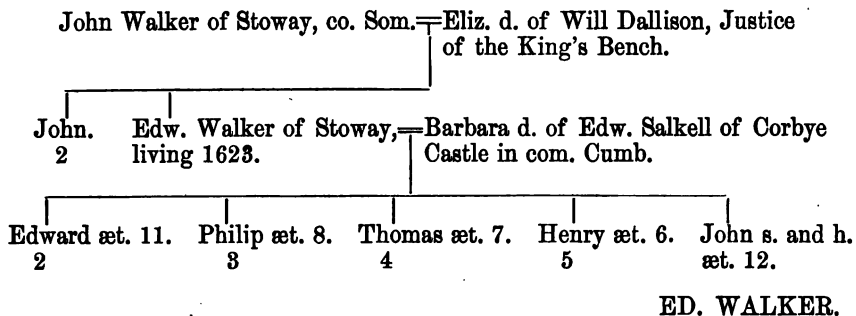 John Walker of Stoway, co. Som.=Eliz. d. of Will Dallison, Justice
of the King's Bench.
John. Edw. Walker of Stoway,=Barbara d. of Edw. Salkell of Corbye
2 living 1623. Castle in com. Cumb.
Edward æt. 11. Philip æt. 8. Thomas æt. 7. Henry æt. 6. John s. and h.
2 3 4 5 æt. 12.
ED. WALKER.